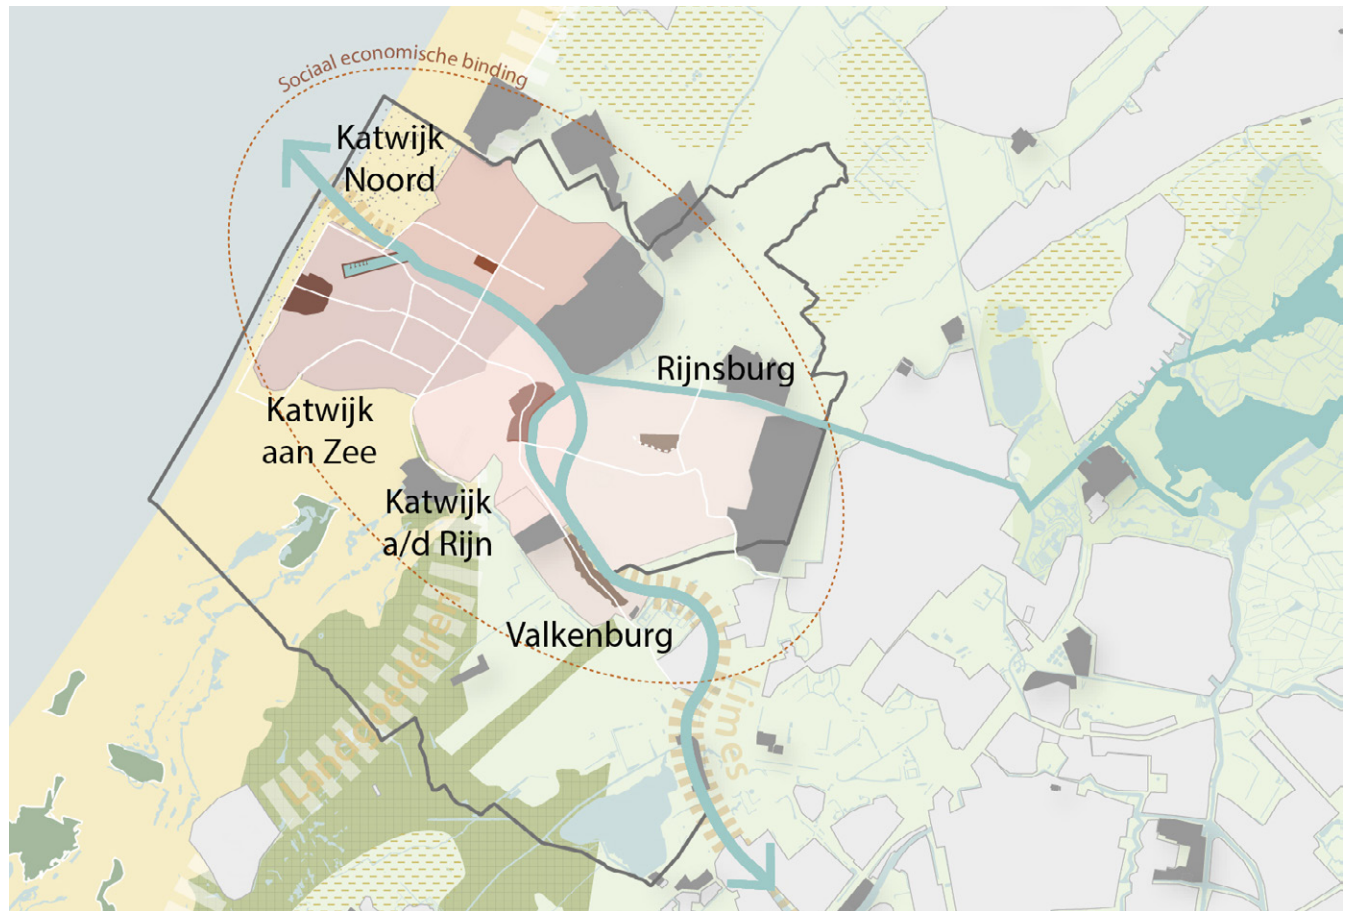 Sociaal economische binding
Katwijk
Noord
Rijnsburg
Katwijk
aan Zee
Katwijk
a/d Rijn
Valkenburg
Landgoederen
Limes